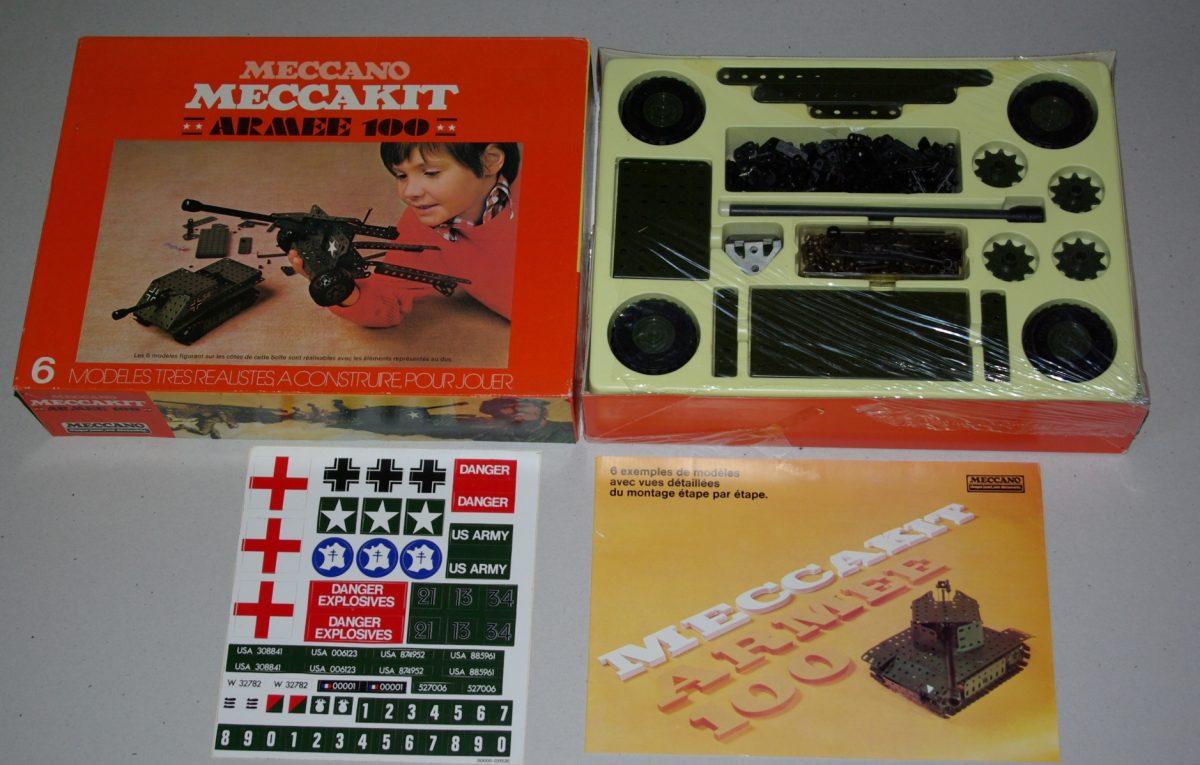 MECCANO
MECCAKIT
ARMEE 100
Les 6 modèles figurant sur les côtés de cette boîte sont réalisables avec les éléments représentés au dos.
6 MODELES TRES REALISTES, A CONSTRUIRE, POUR JOUER
MECCANO
MECCAKIT
ARMEE 100
MECCANO
DANGER
DANGER
US ARMY
US ARMY
DANGER
EXPLOSIVES
DANGER
EXPLOSIVES
21 13 34
21 13 34
USA 308841 USA 006123 USA 874952 USA 885961
USA 308841 USA 006123 USA 874952 USA 885961
W 32782 W 32782 00001 00001 527006 527006
1 2 3 4 5 6 7
8 9 0 1 2 3 4 5 6 7 8 9 0
6 exemples de modèles
avec vues détaillées
du montage étape par étape.
MECCANO
MECCAKIT
ARMEE
100